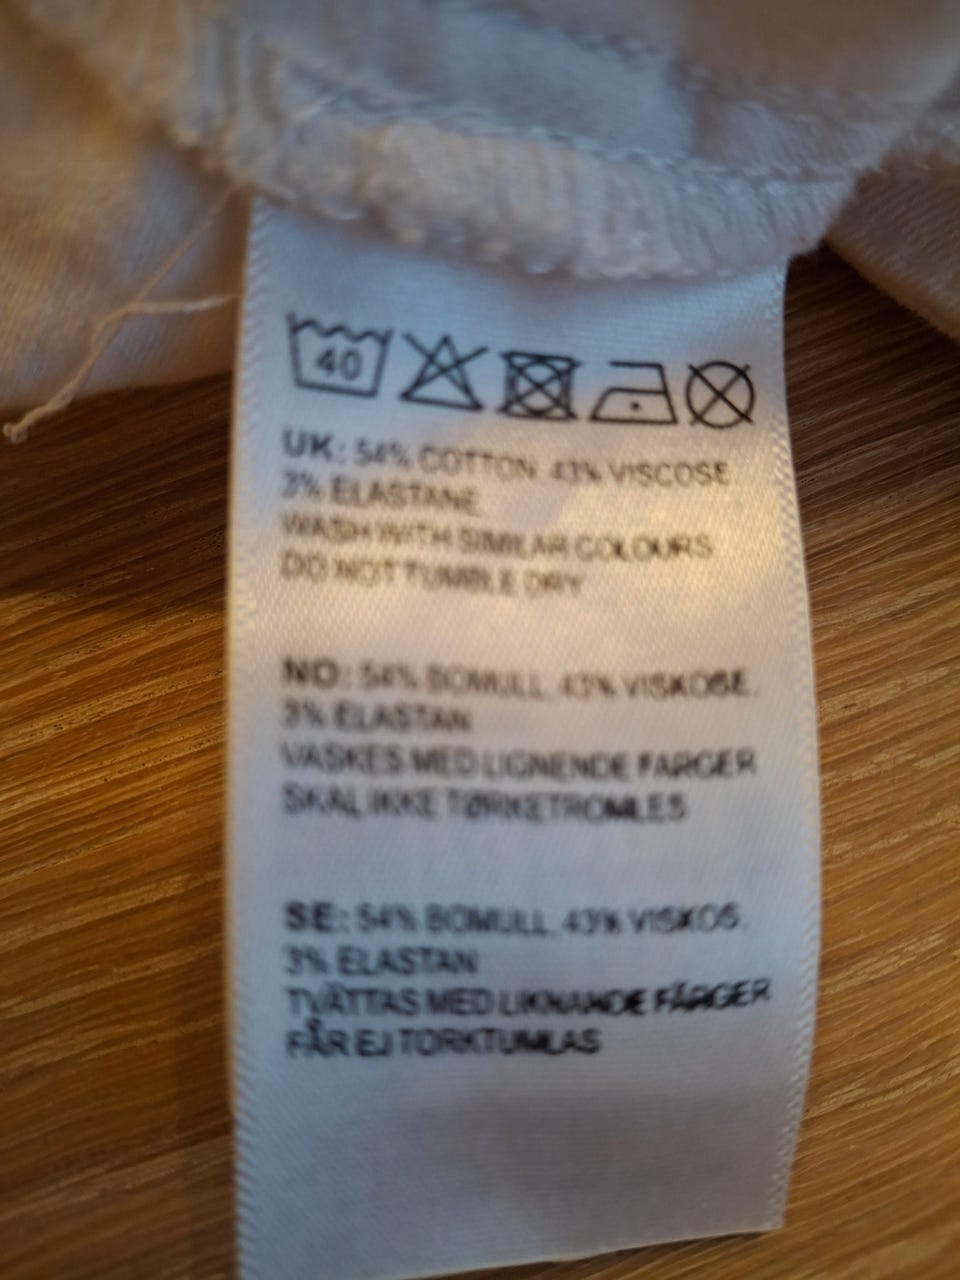 40
UK: 54% COTTON 43% VISCOSE
3% ELASTANE
WASH WITH SIMILAR COLOURS
DO NOT TUMBLE DRY
NO: 54% BOMULL, 43% VISKOSE,
3% ELASTAN
VASKES MED LIGNENDE FARGER
SKAL IKKE TØRKETROMLES
SE: 54% BOMULL, 43% VISKOS,
3% ELASTAN
TVÄTTAS MED LIKNANDE FÄRGER
FÅR EJ TORKTUMLAS